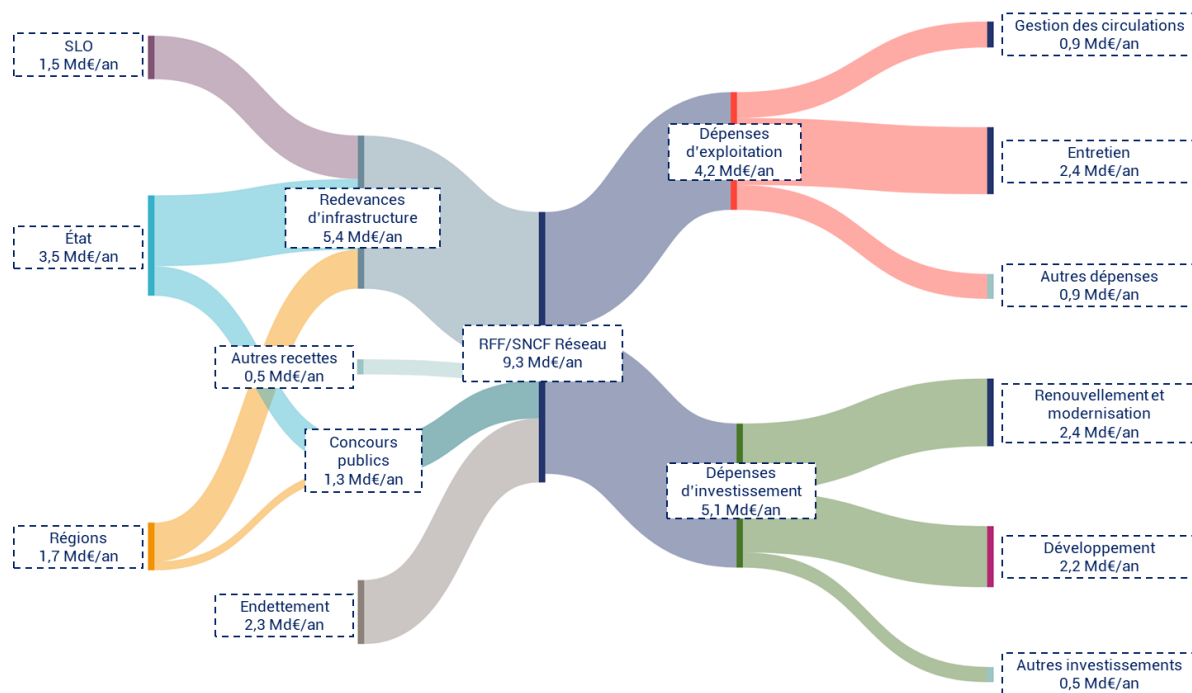 SLO
1,5 Md€/an
État
3,5 Md€/an
Régions
1,7 Md€/an
Redevances
d'infrastructure
5,4 Md€/an
Autres recettes
0,5 Md€/an
Concours
publics
1,3 Md€/an
Endettement
2,3 Md€/an
RFF/SNCF Réseau
9,3 Md€/an
Dépenses
d'exploitation
4,2 Md€/an
Dépenses
d'investissement
5,1 Md€/an
Gestion des circulations
0,9 Md€/an
Entretien
2,4 Md€/an
Autres dépenses
0,9 Md€/an
Renouvellement et
modernisation
2,4 Md€/an
Développement
2,2 Md€/an
Autres investissements
0,5 Md€/an